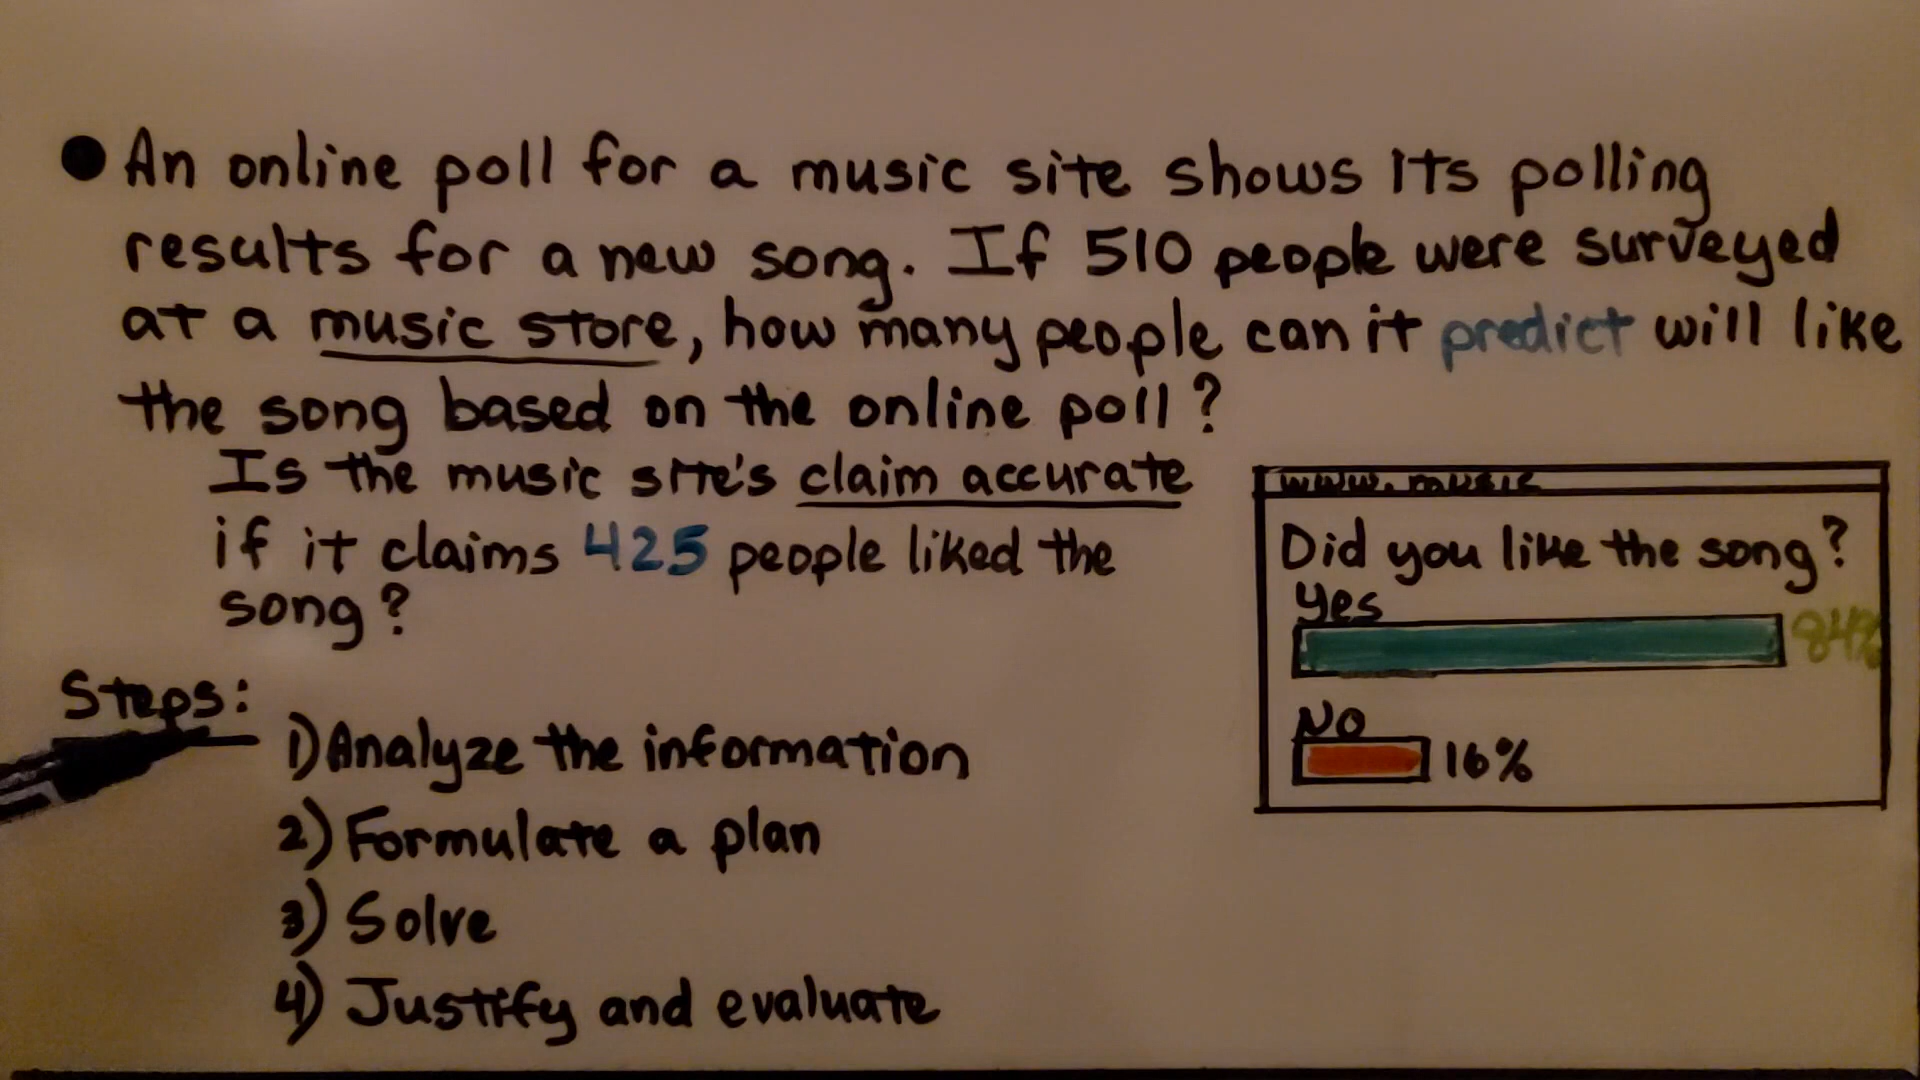 An online poll for a music site shows its polling
results for a new song. If 510 people were surveyed
at a music store, how many people can it predict will like
the song based on the online poll?
Is the music site's claim accurate
if it claims 425 people liked the
song?
www.music
Did you like the song?
Yes
84%
No
16%
Steps:
1) Analyze the information
2) Formulate a plan
3) Solve
4) Justify and evaluate